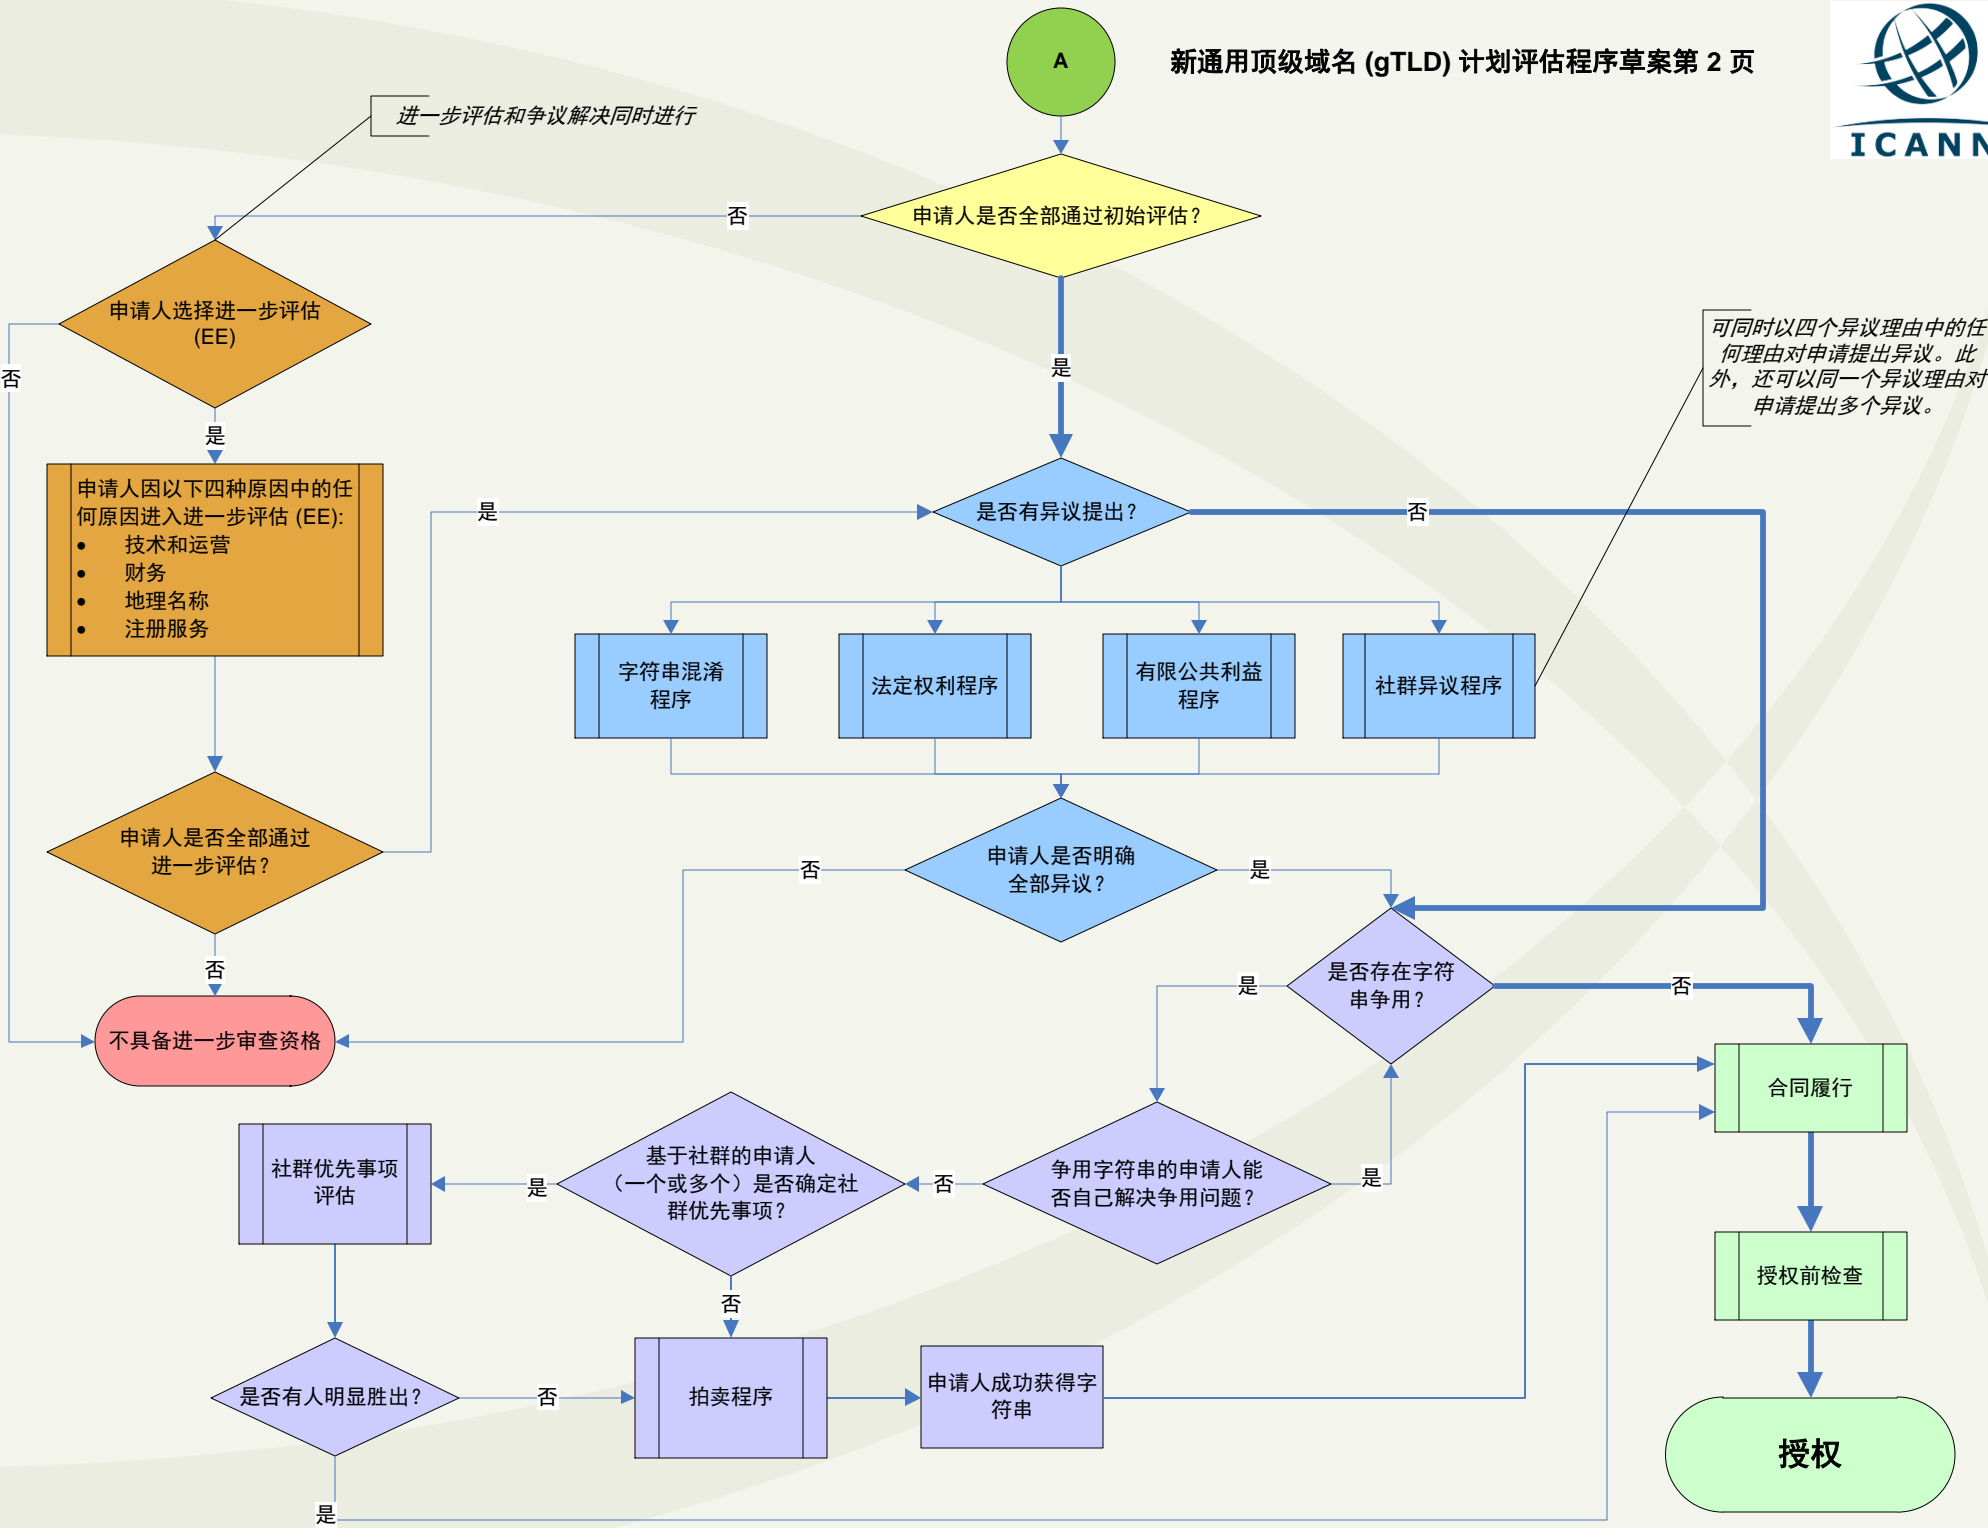 A
新通用顶级域名 (gTLD) 计划评估程序草案第 2 页
ICANN
进一步评估和争议解决同时进行
申请人是否全部通过初始评估？
否
是
申请人选择进一步评估
(EE)
否
是
可同时以四个异议理由中的任
何理由对申请提出异议。此
外，还可以同一个异议理由对
申请提出多个异议。
申请人因以下四种原因中的任
何原因进入进一步评估 (EE):
• 技术和运营
• 财务
• 地理名称
• 注册服务
是
是否有异议提出？
否
字符串混淆
程序
法定权利程序
有限公共利益
程序
社群异议程序
申请人是否全部通过
进一步评估？
否
申请人是否明确
全部异议？
否
是
不具备进一步审查资格
是否存在字符
串争用？
是
否
合同履行
社群优先事项
评估
是
基于社群的申请人
（一个或多个）是否确定社
群优先事项？
否
否
争用字符串的申请人能
否自己解决争用问题？
是
授权前检查
是否有人明显胜出？
否
是
拍卖程序
申请人成功获得字
符串
授权